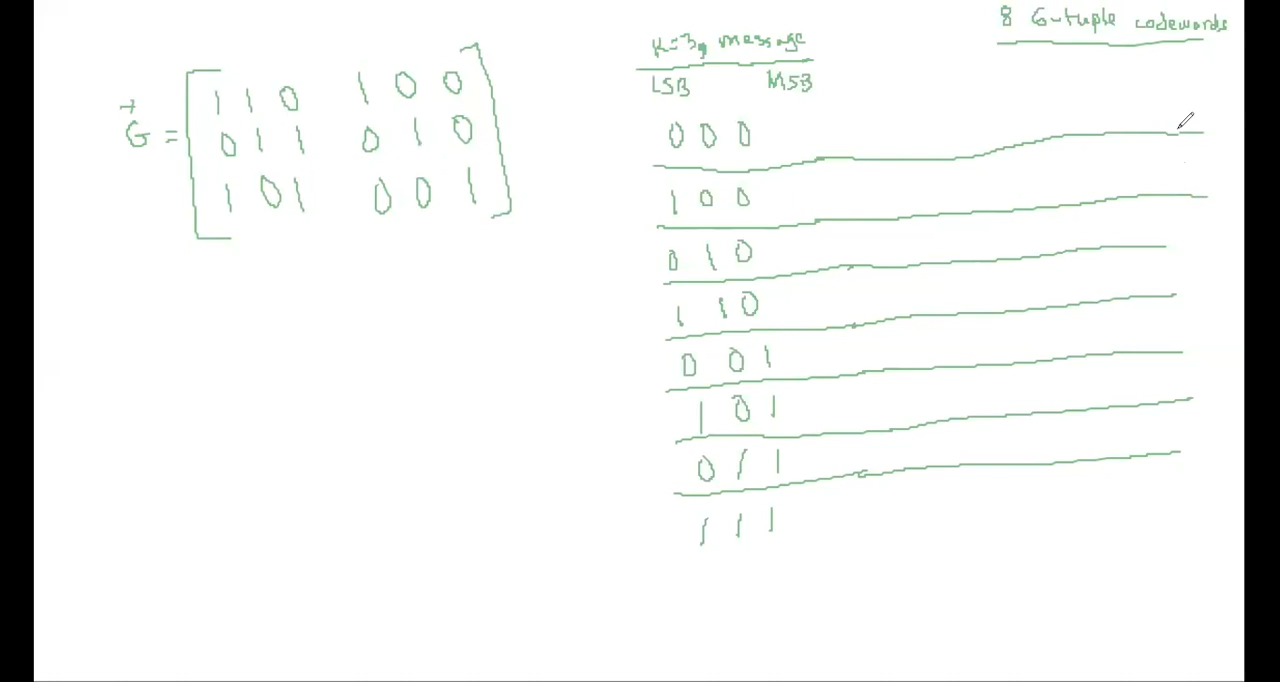 8 6-tuple codewords
K=3, message
LSB MSB
→
G = [ 1 1 0 1 0 0
0 1 1 0 1 0
1 0 1 0 0 1 ]
0 0 0
1 0 0
0 1 0
1 1 0
0 0 1
1 0 1
0 1 1
1 1 1